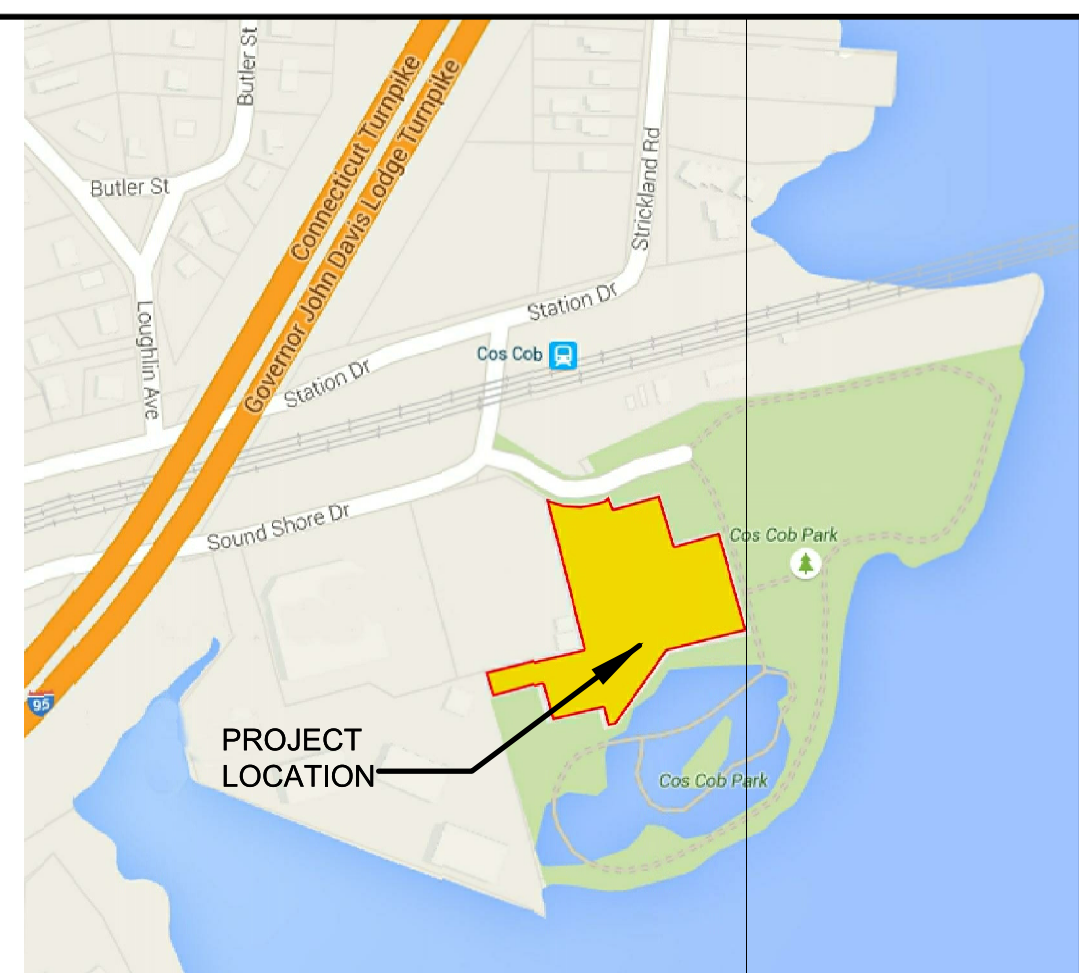 Butler St
Connecticut Turnpike
Governor John Davis Lodge Turnpike
Strickland Rd
Butler St
Loughlin Ave
Station Dr
Cos Cob
Station Dr
Sound Shore Dr
Cos Cob Park
95
PROJECT
LOCATION
Cos Cob Park